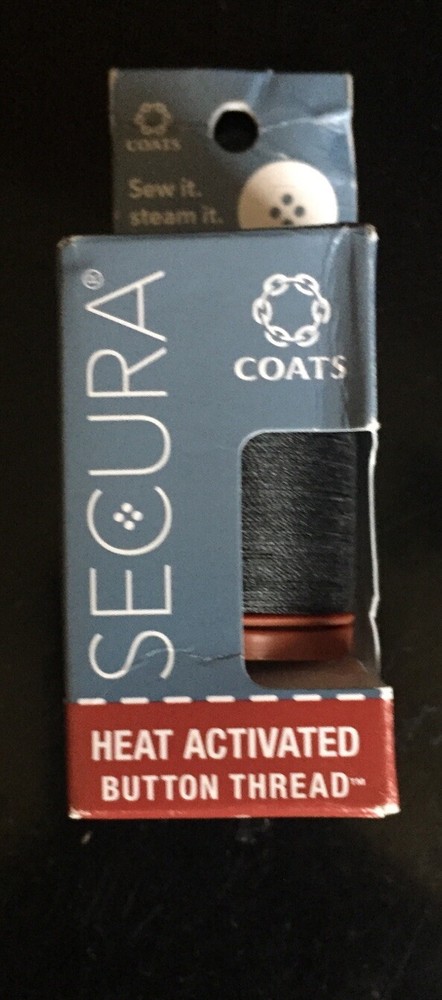 COATS
Sew it.
steam it.
SECURA®
COATS
HEAT ACTIVATED
BUTTON THREAD™